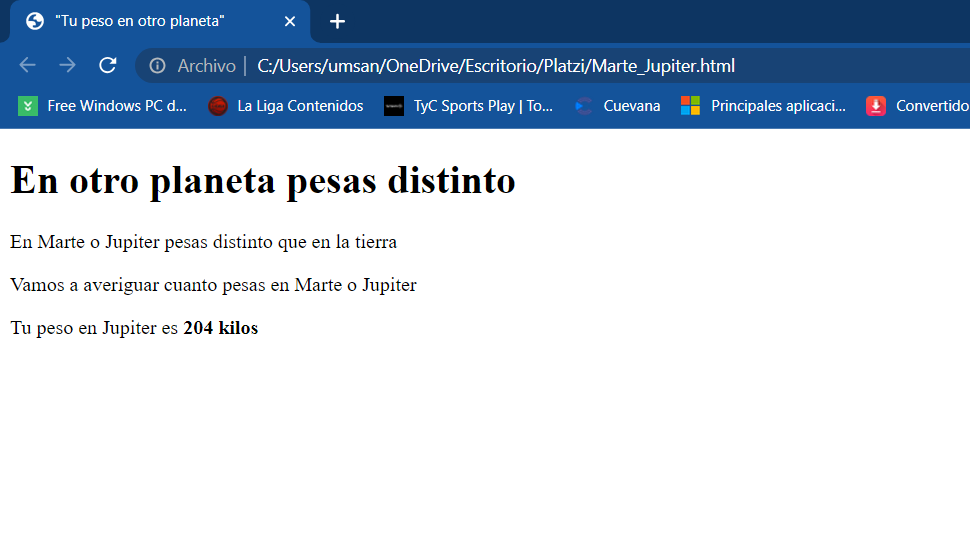 "Tu peso en otro planeta"
Archivo | C:/Users/umsan/OneDrive/Escritorio/Platzi/Marte_Jupiter.html
Free Windows PC d... La Liga Contenidos TyC Sports Play | To... Cuevana Principales aplicaci... Convertido
En otro planeta pesas distinto
En Marte o Jupiter pesas distinto que en la tierra
Vamos a averiguar cuanto pesas en Marte o Jupiter
Tu peso en Jupiter es 204 kilos